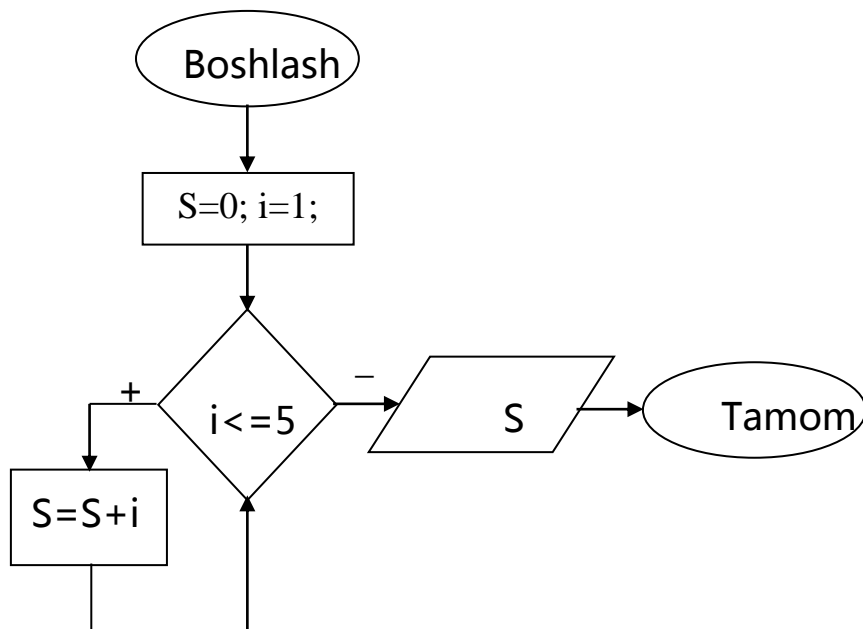 Boshlash
S=0; i=1;
+
i<=5
–
S
Tamom
S=S+i